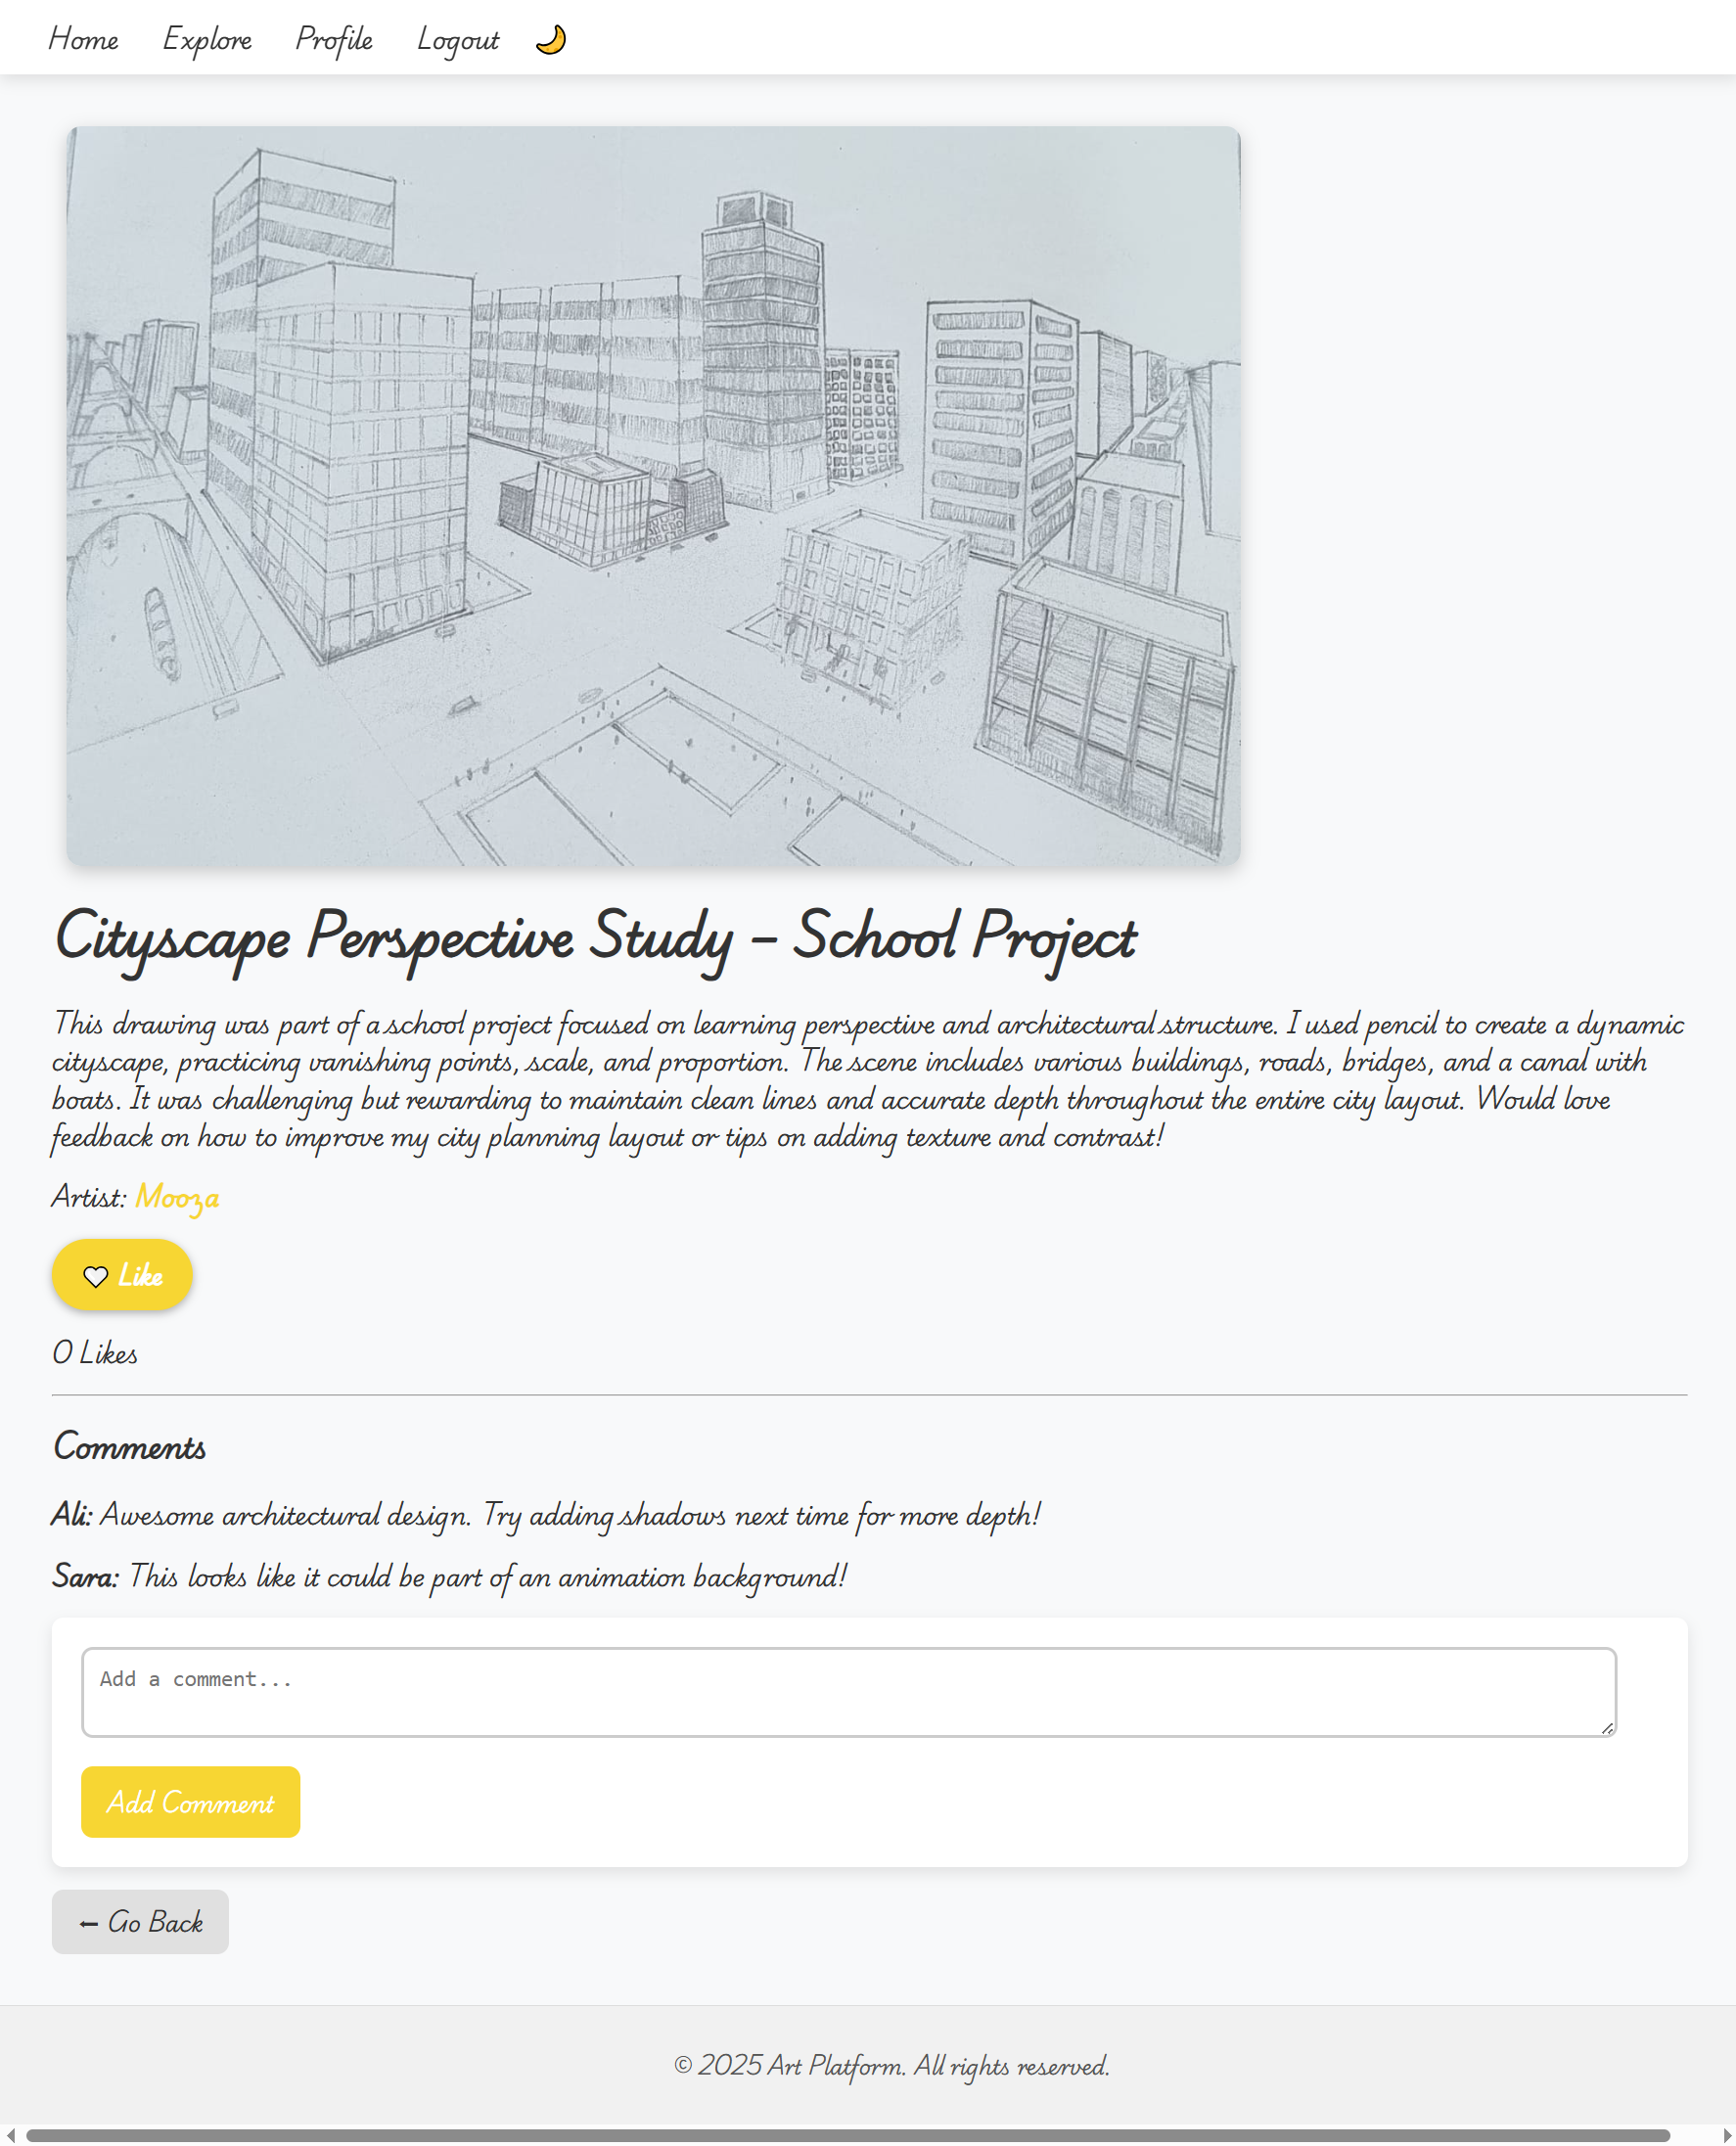 Home Explore Profile Logout
Cityscape Perspective Study – School Project
This drawing was part of a school project focused on learning perspective and architectural structure. I used pencil to create a dynamic
cityscape, practicing vanishing points, scale, and proportion. The scene includes various buildings, roads, bridges, and a canal with
boats. It was challenging but rewarding to maintain clean lines and accurate depth throughout the entire city layout. Would love
feedback on how to improve my city planning layout or tips on adding texture and contrast!
Artist: Mooza
🤍 Like
0 Likes
Comments
Ali: Awesome architectural design. Try adding shadows next time for more depth!
Sara: This looks like it could be part of an animation background!
Add a comment...
Add Comment
← Go Back
© 2025 Art Platform. All rights reserved.